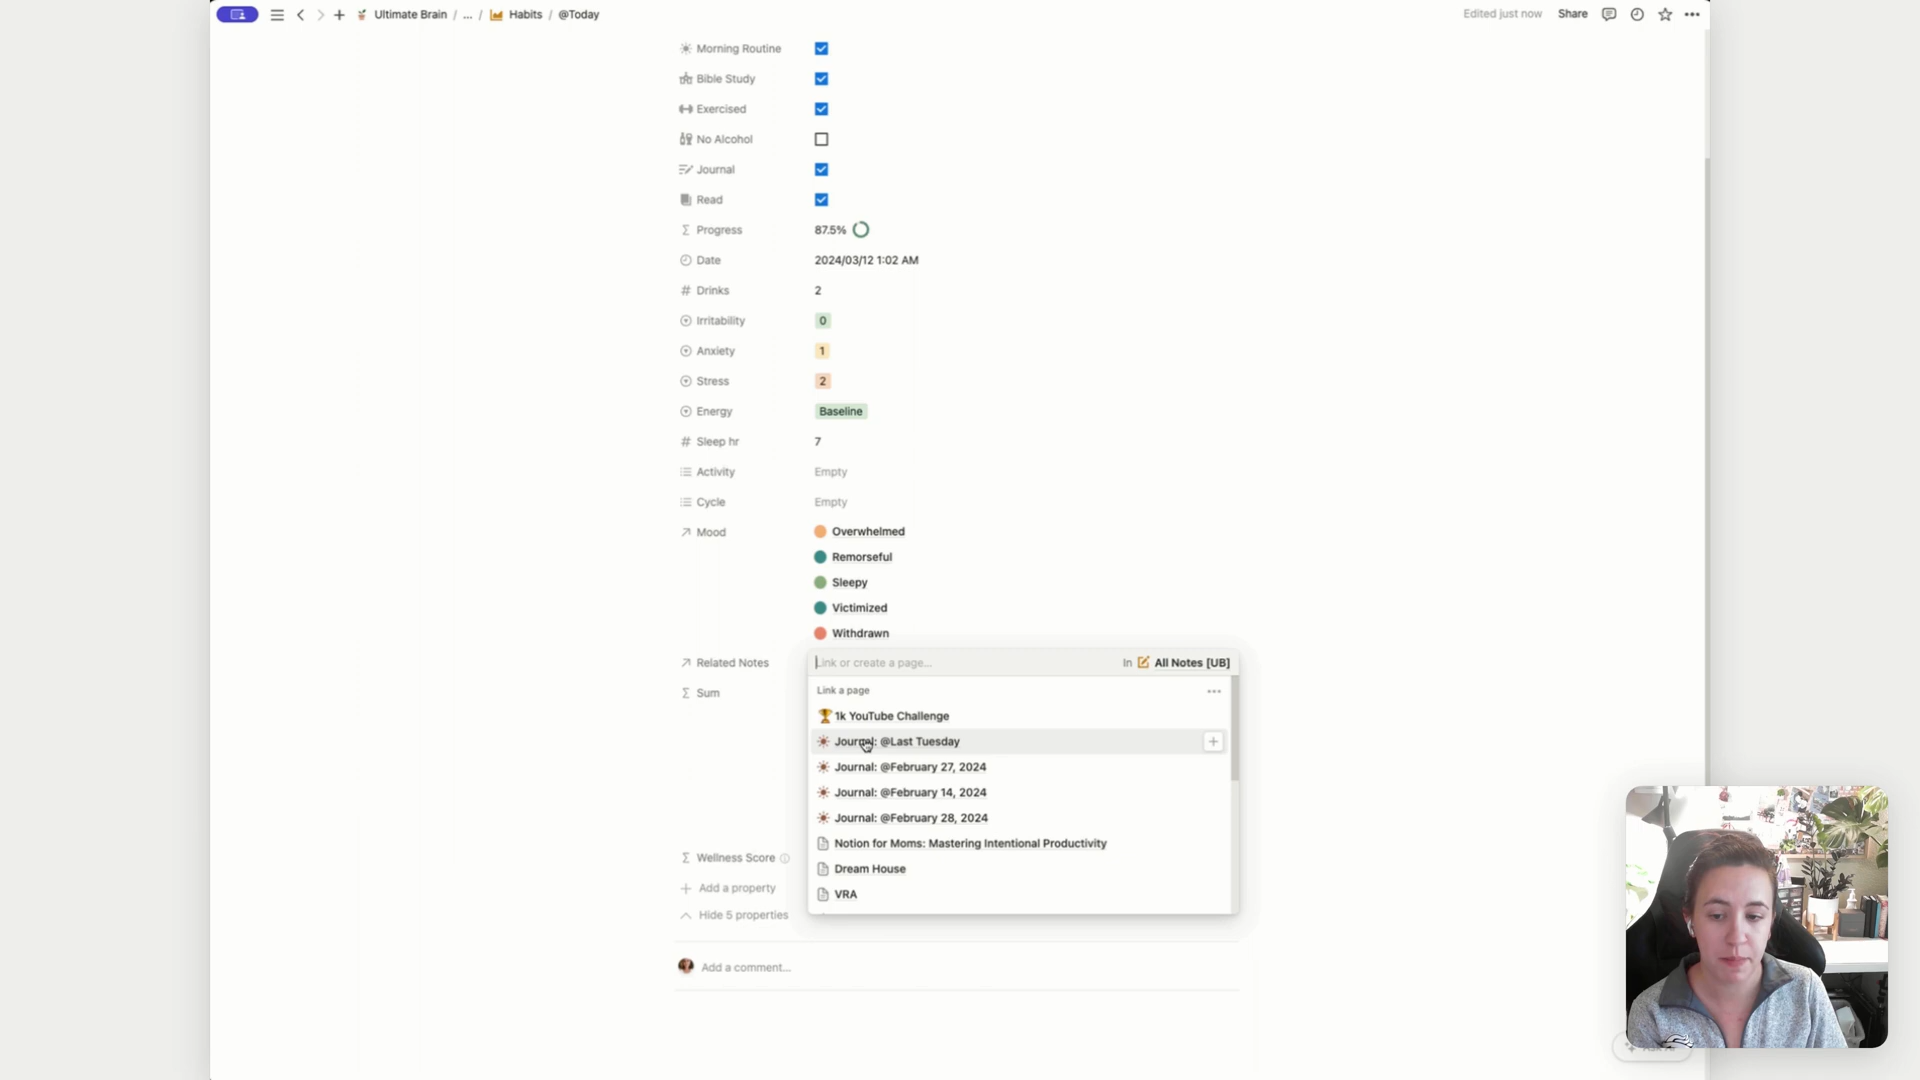 Ultimate Brain / ... / Habits / @Today
Edited just now Share
Morning Routine
Bible Study
Exercised
No Alcohol
Journal
Read
Progress 87.5%
Date 2024/03/12 1:02 AM
Drinks 2
Irritability 0
Anxiety 1
Stress 2
Energy Baseline
Sleep hr 7
Activity Empty
Cycle Empty
Mood Overwhelmed
Remorseful
Sleepy
Victimized
Withdrawn
Related Notes Link or create a page... In All Notes [UB]
Sum
Link a page
1k YouTube Challenge
Journal: @Last Tuesday
Journal: @February 27, 2024
Journal: @February 14, 2024
Journal: @February 28, 2024
Notion for Moms: Mastering Intentional Productivity
Wellness Score
Dream House
Add a property
VRA
Hide 5 properties
Add a comment...